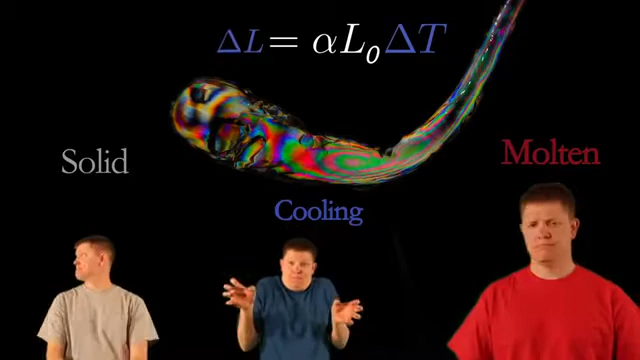 ΔL = αL₀ΔT
Solid
Molten
Cooling